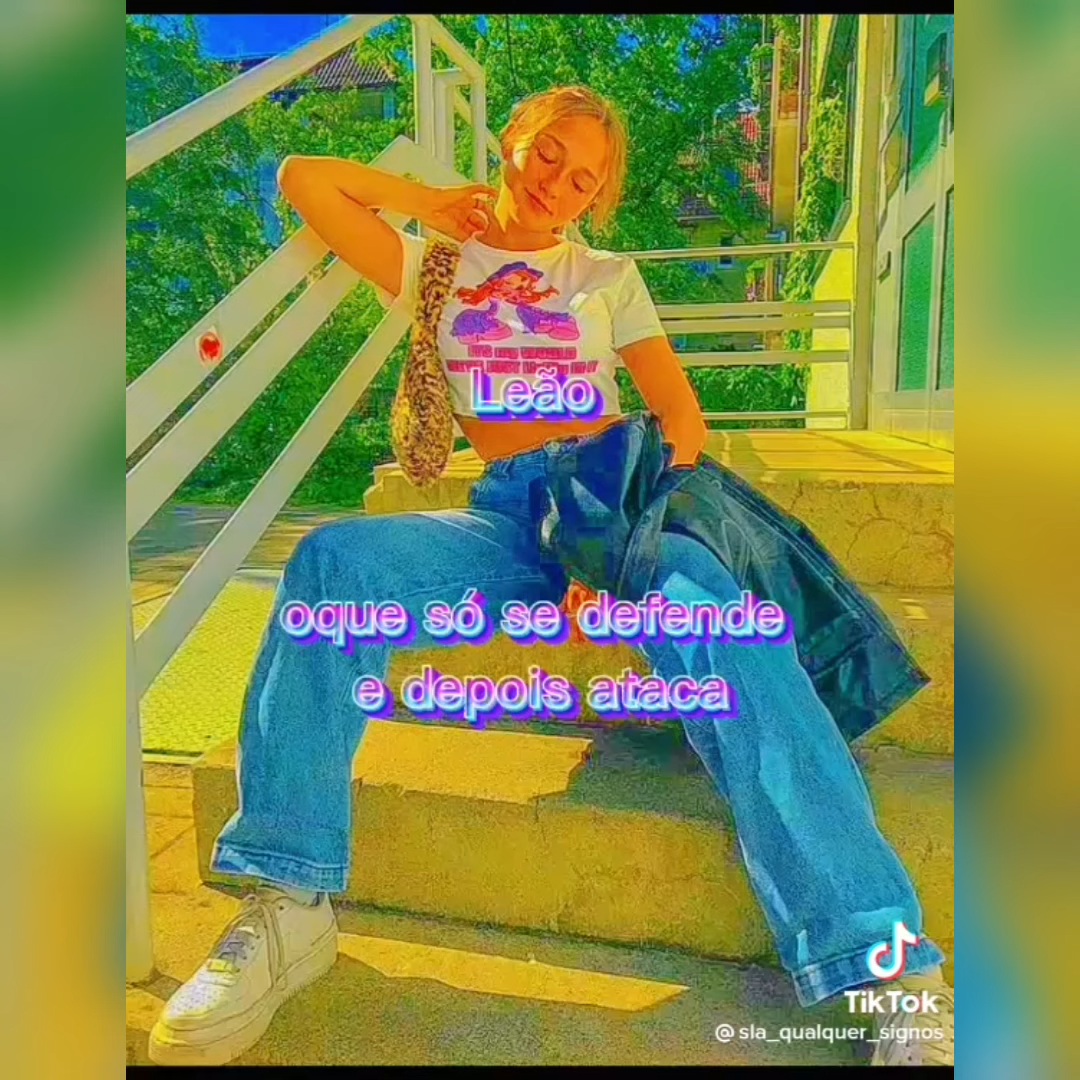 Leão
oque só se defende
e depois ataca
TikTok
@sla_qualquer_signos